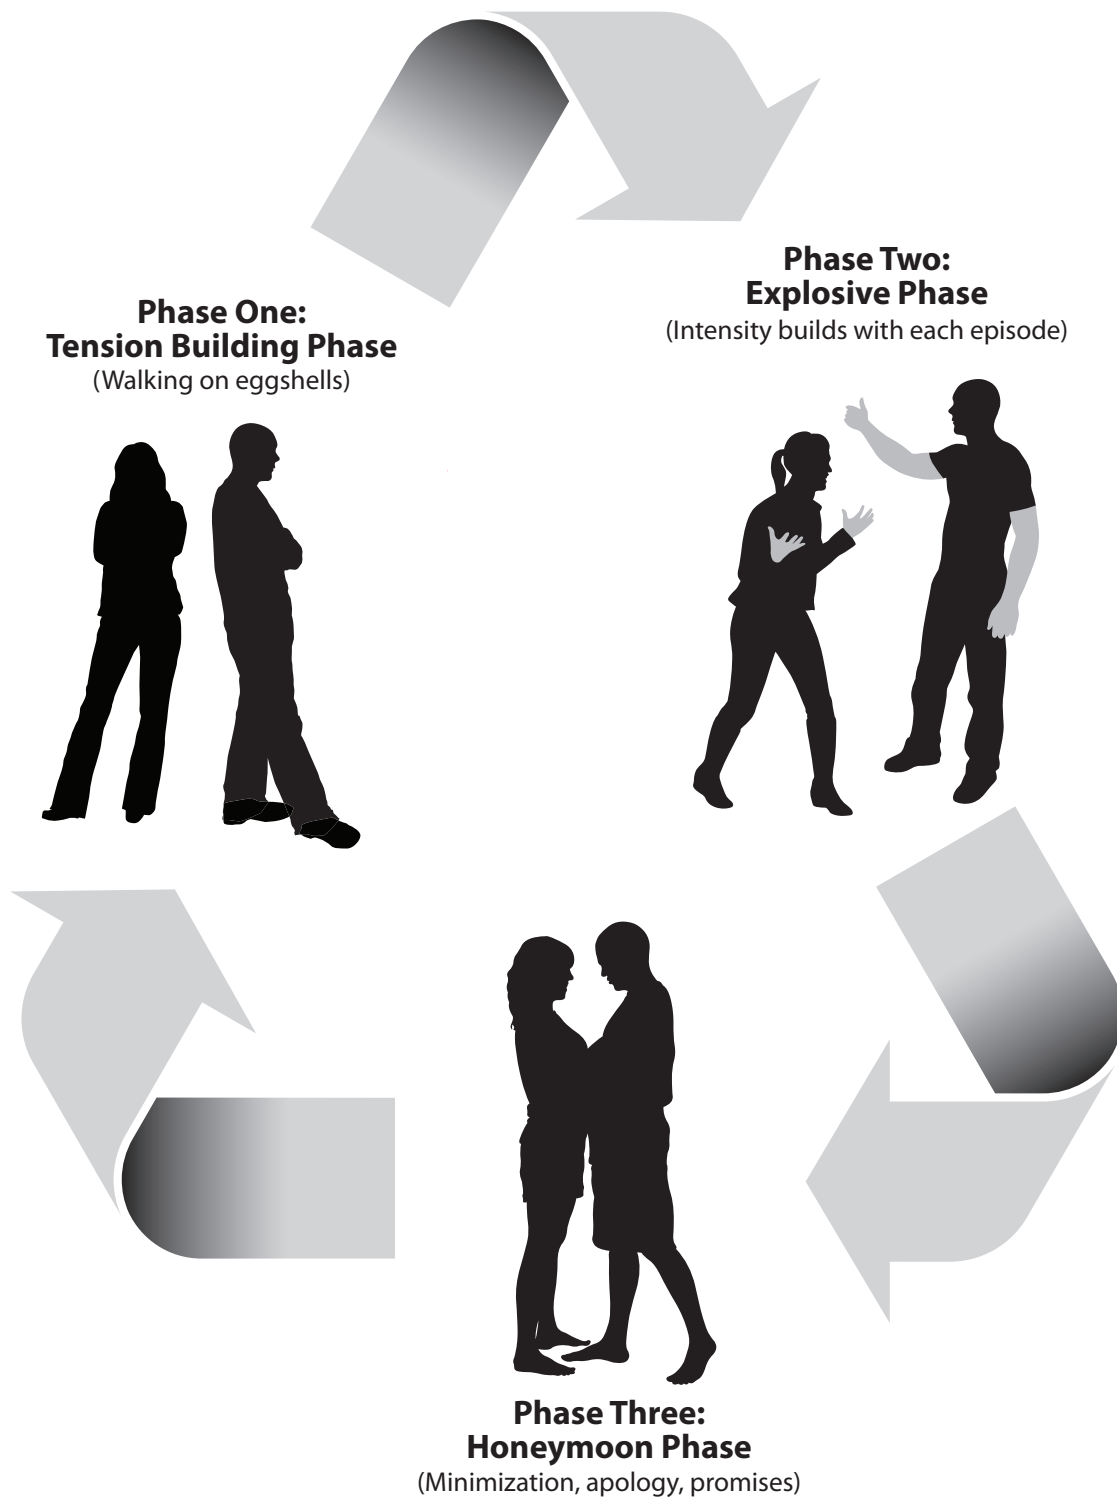 Phase One:
Tension Building Phase
(Walking on eggshells)
Phase Two:
Explosive Phase
(Intensity builds with each episode)
Phase Three:
Honeymoon Phase
(Minimization, apology, promises)